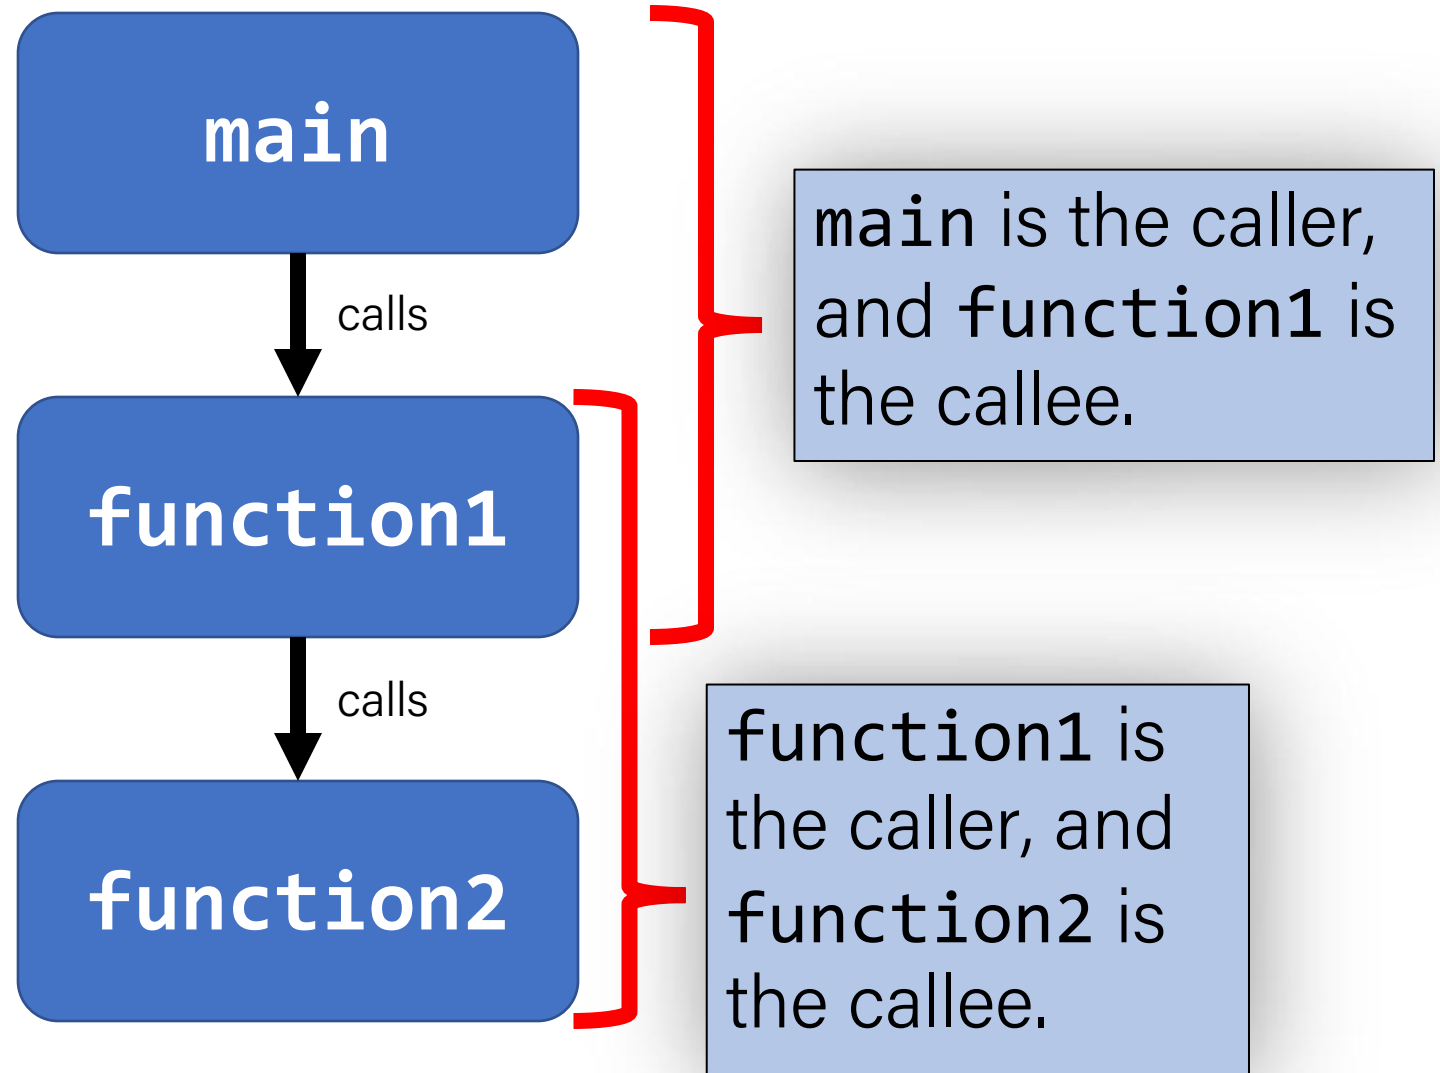 main
calls
function1
calls
function2
main is the caller,
and function1 is
the callee.
function1 is
the caller, and
function2 is
the callee.